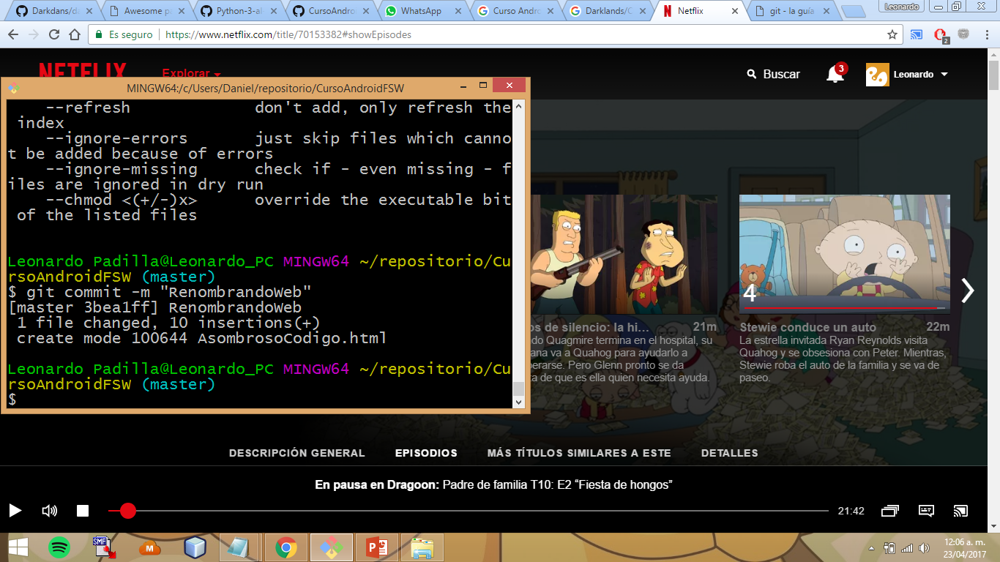 Darkdans/da
Awesome pa
Python-3-ai
CursoAndro
WhatsApp
Curso Andr
Darklands/C
Netflix
git - la guía
Leonardo
Es seguro
https://www.netflix.com/title/70153382#showEpisodes
2
NETFLIX
Explorar
Buscar
3
Leonardo
MINGW64:/c/Users/Daniel/repositorio/CursoAndroidFSW
--refresh don't add, only refresh the
index
--ignore-errors just skip files which canno
t be added because of errors
--ignore-missing check if - even missing - f
iles are ignored in dry run
--chmod <(+/-)x> override the executable bit
of the listed files
Leonardo Padilla@Leonardo_PC MINGW64 ~/repositorio/Cu
rsoAndroidFSW (master)
$ git commit -m "RenombrandoWeb"
[master 3bea1ff] RenombrandoWeb
1 file changed, 10 insertions(+)
create mode 100644 AsombrosoCodigo.html
Leonardo Padilla@Leonardo_PC MINGW64 ~/repositorio/Cu
rsoAndroidFSW (master)
$
os de silencio: la hi... 21m
do Quagmire termina en el hospital, su
ana va a Quahog para ayudarlo a
perarse. Pero Glenn pronto se da
ta de que es ella quien necesita ayuda.
4
Stewie conduce un auto 22m
La estrella invitada Ryan Reynolds visita
Quahog y se obsesiona con Peter. Mientras,
Stewie roba el auto de la familia y se va de
paseo.
DESCRIPCIÓN GENERAL EPISODIOS MÁS TÍTULOS SIMILARES A ESTE DETALLES
En pausa en Dragoon: Padre de familia T10: E2 “Fiesta de hongos”
21:42
SMF
12:06 a. m.
23/04/2017